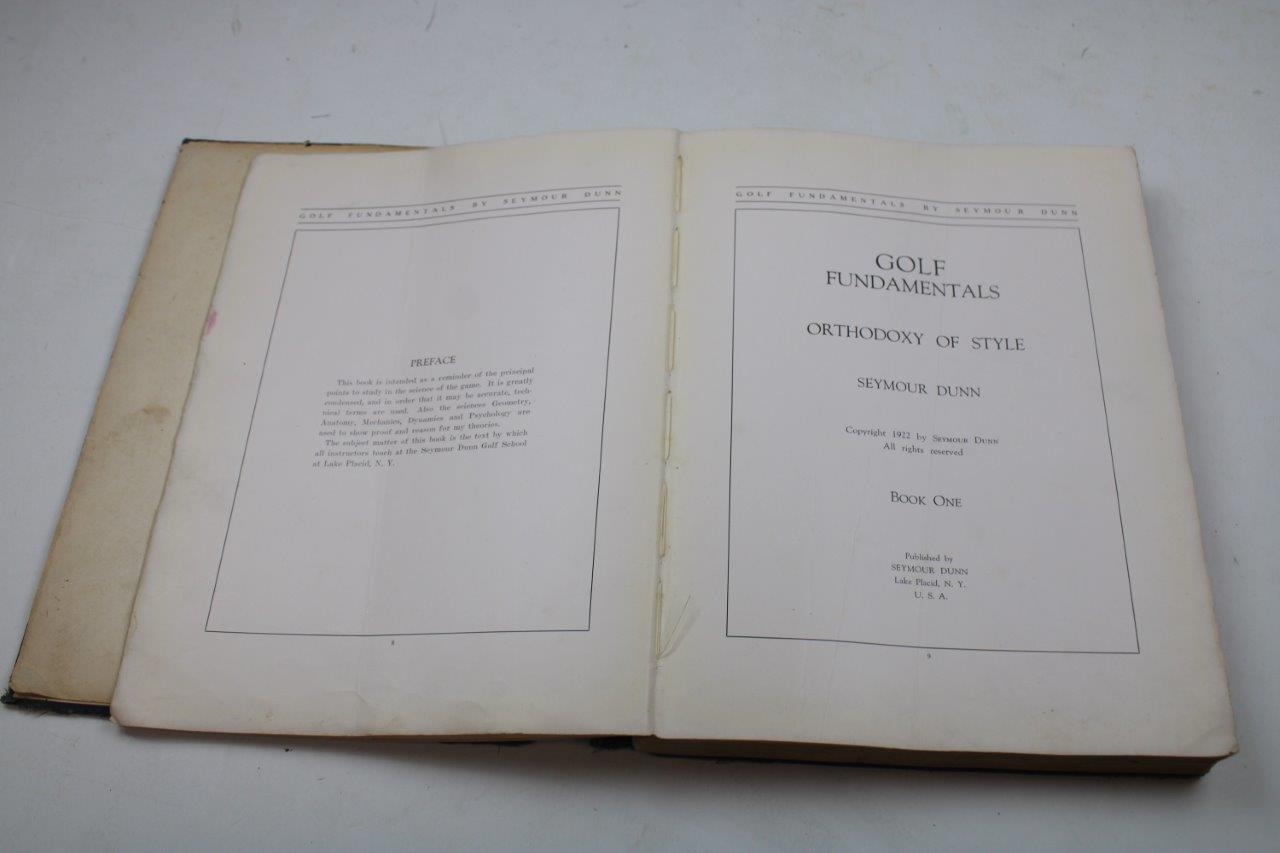 GOLF FUNDAMENTALS BY SEYMOUR DUNN
PREFACE
This book is intended as a reminder of the principal
points to study in the science of the game. It is greatly
condensed, and in order that it may be accurate, tech-
nical terms are used. Also the sciences Geometry,
Anatomy, Mechanics, Dynamics and Psychology are
used to show proof and reason for my theories.
The subject matter of this book is the text by which
all instructors teach at the Seymour Dunn Golf School
at Lake Placid, N. Y.
8
GOLF FUNDAMENTALS BY SEYMOUR DUNN
GOLF
FUNDAMENTALS
ORTHODOXY OF STYLE
SEYMOUR DUNN
Copyright 1922 by SEYMOUR DUNN
All rights reserved
BOOK ONE
Published by
SEYMOUR DUNN
Lake Placid, N. Y.
U. S. A.
9